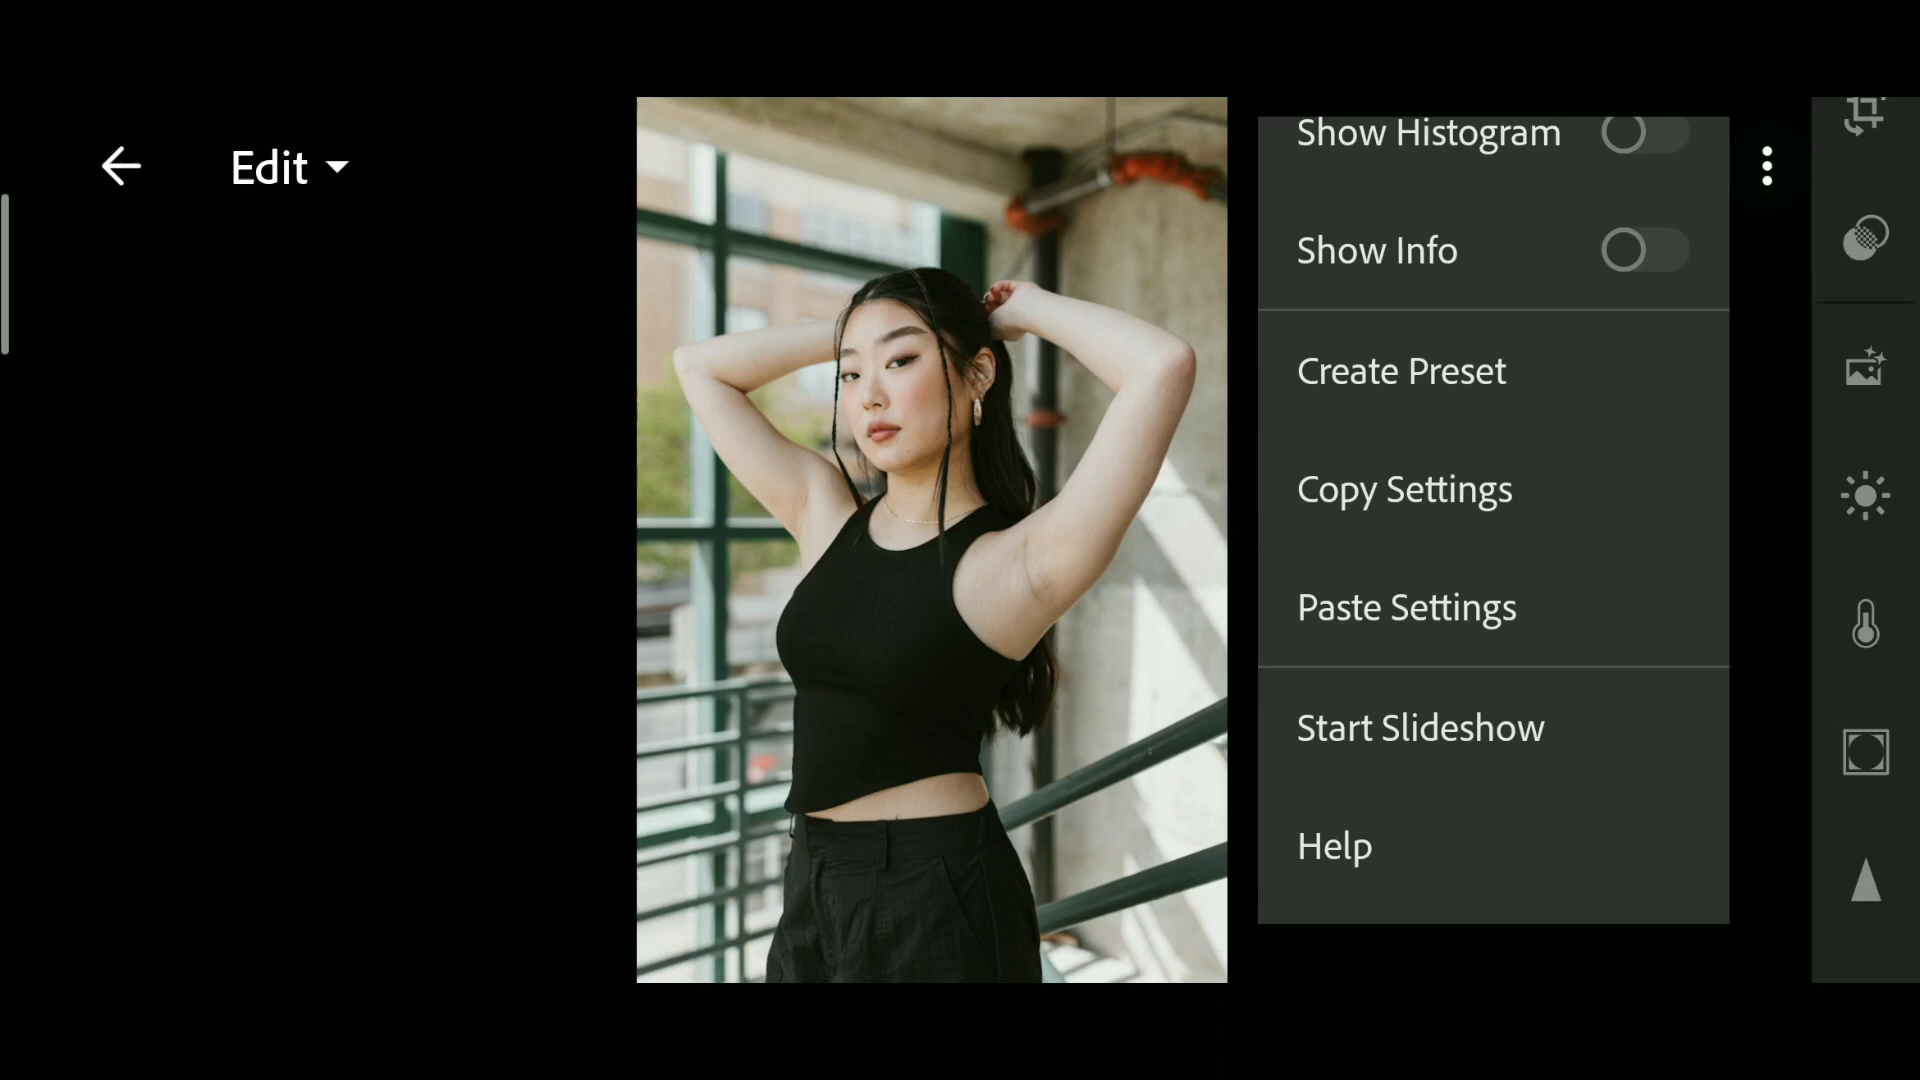 Edit
Show Histogram
Show Info
Create Preset
Copy Settings
Paste Settings
Start Slideshow
Help